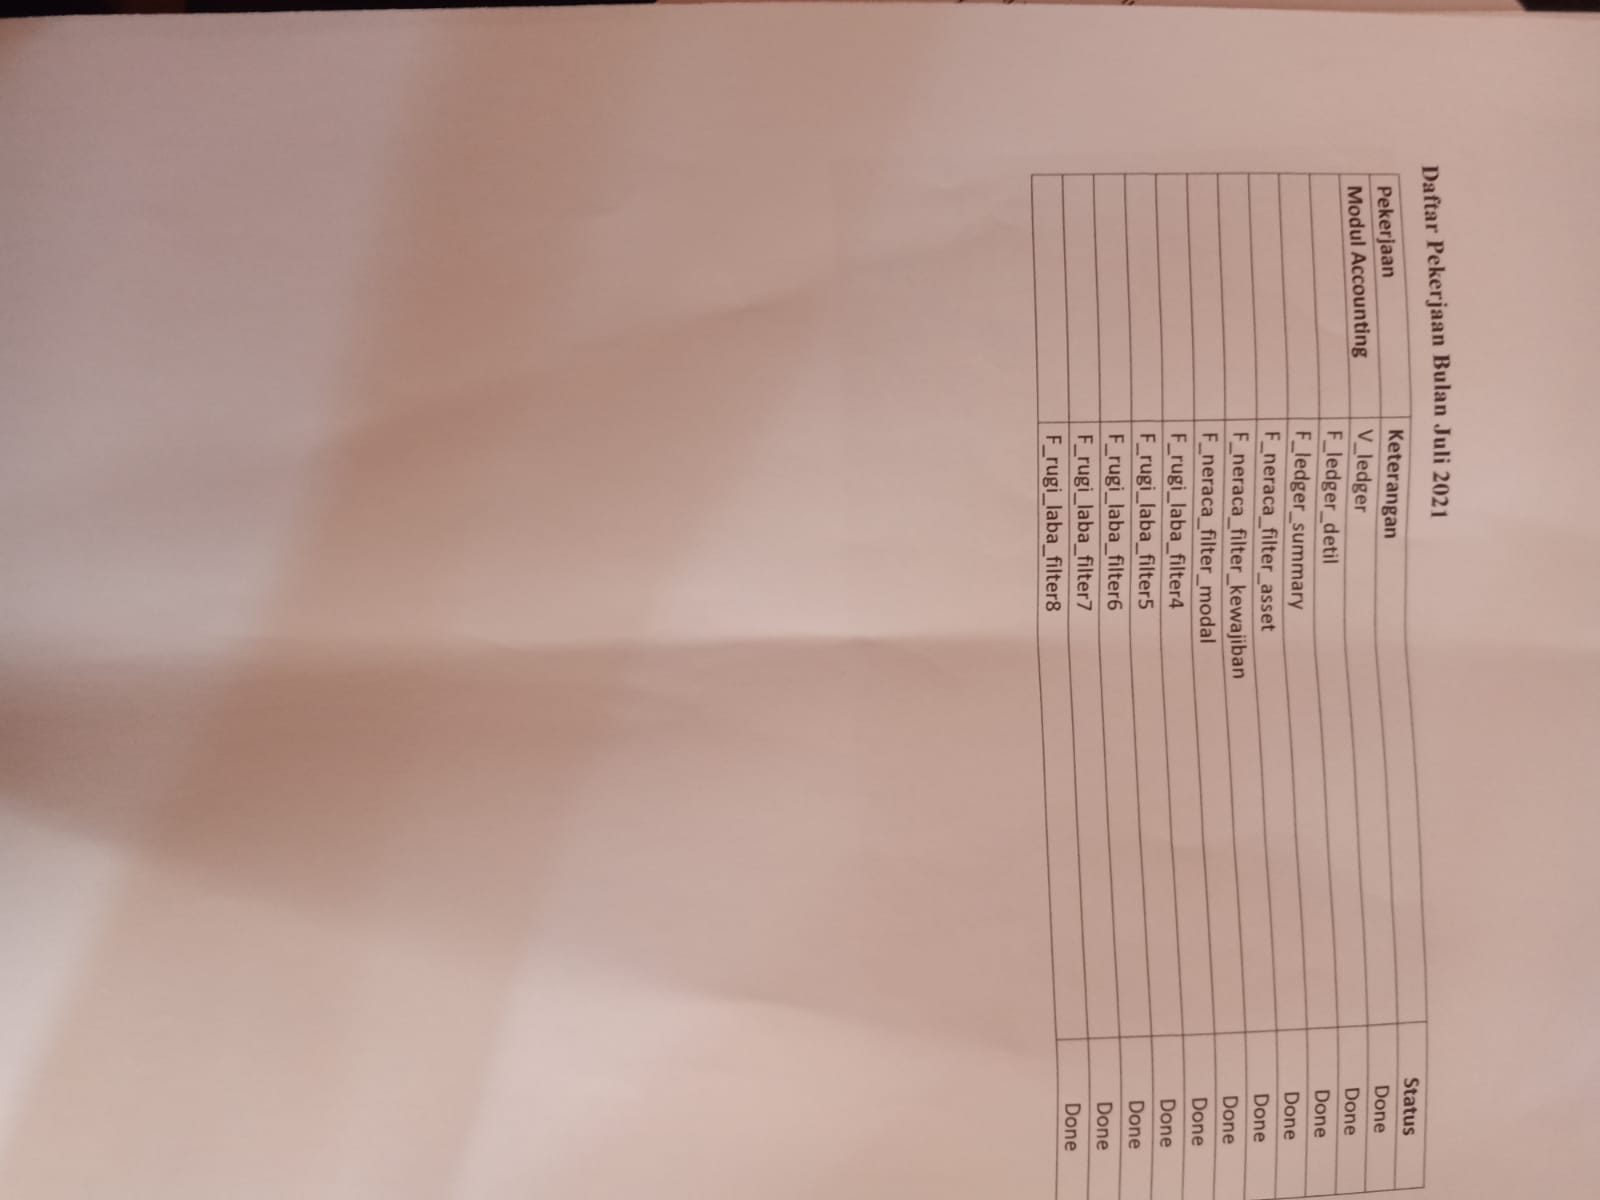 Daftar Pekerjaan Bulan Juli 2021
Pekerjaan Keterangan Status
Modul Accounting V_ledger Done
F_ledger_detil Done
F_ledger_summary Done
F_neraca_filter_asset Done
F_neraca_filter_kewajiban Done
F_neraca_filter_modal Done
F_rugi_laba_filter4 Done
F_rugi_laba_filter5 Done
F_rugi_laba_filter6 Done
F_rugi_laba_filter7 Done
F_rugi_laba_filter8 Done